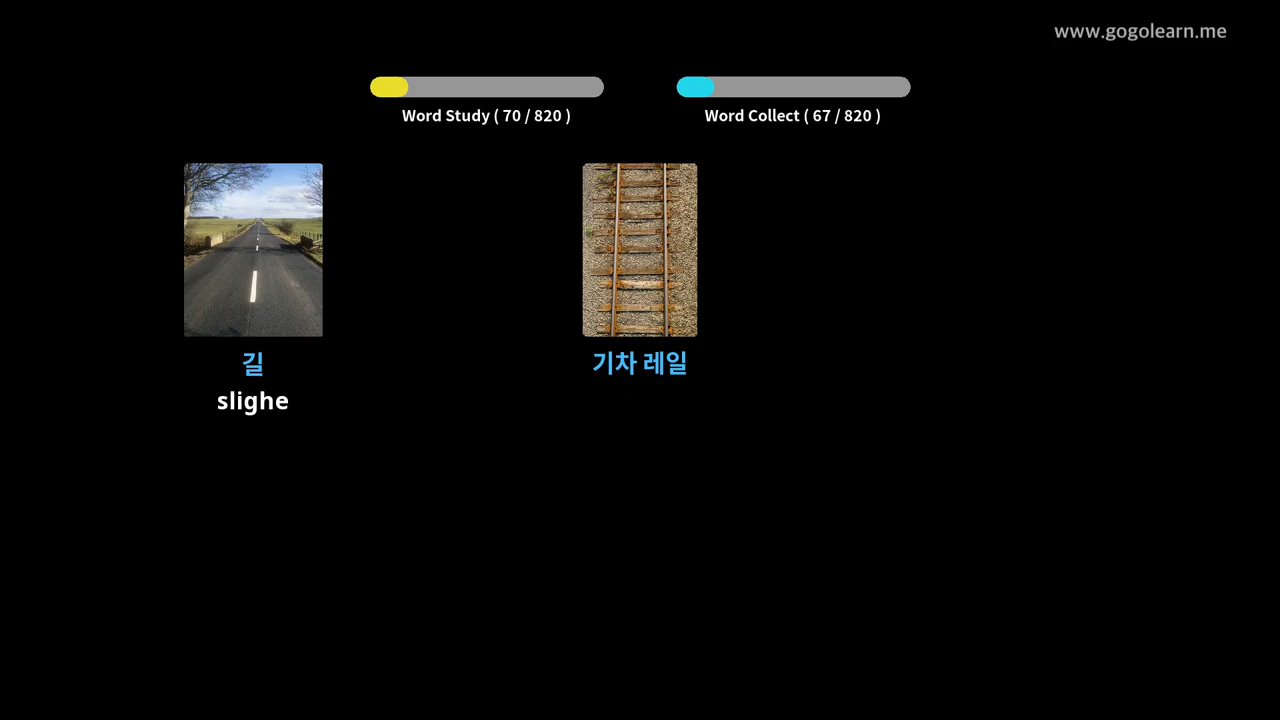 www.gogolearn.me
Word Study ( 70 / 820 )
Word Collect ( 67 / 820 )
길
slighe
기차 레일